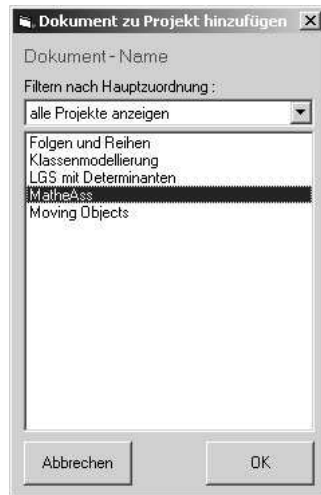 Dokument zu Projekt hinzufügen
Dokument - Name
Filtern nach Hauptzuordnung :
alle Projekte anzeigen
Folgen und Reihen
Klassenmodellierung
LGS mit Determinanten
MatheAss
Moving Objects
Abbrechen
OK